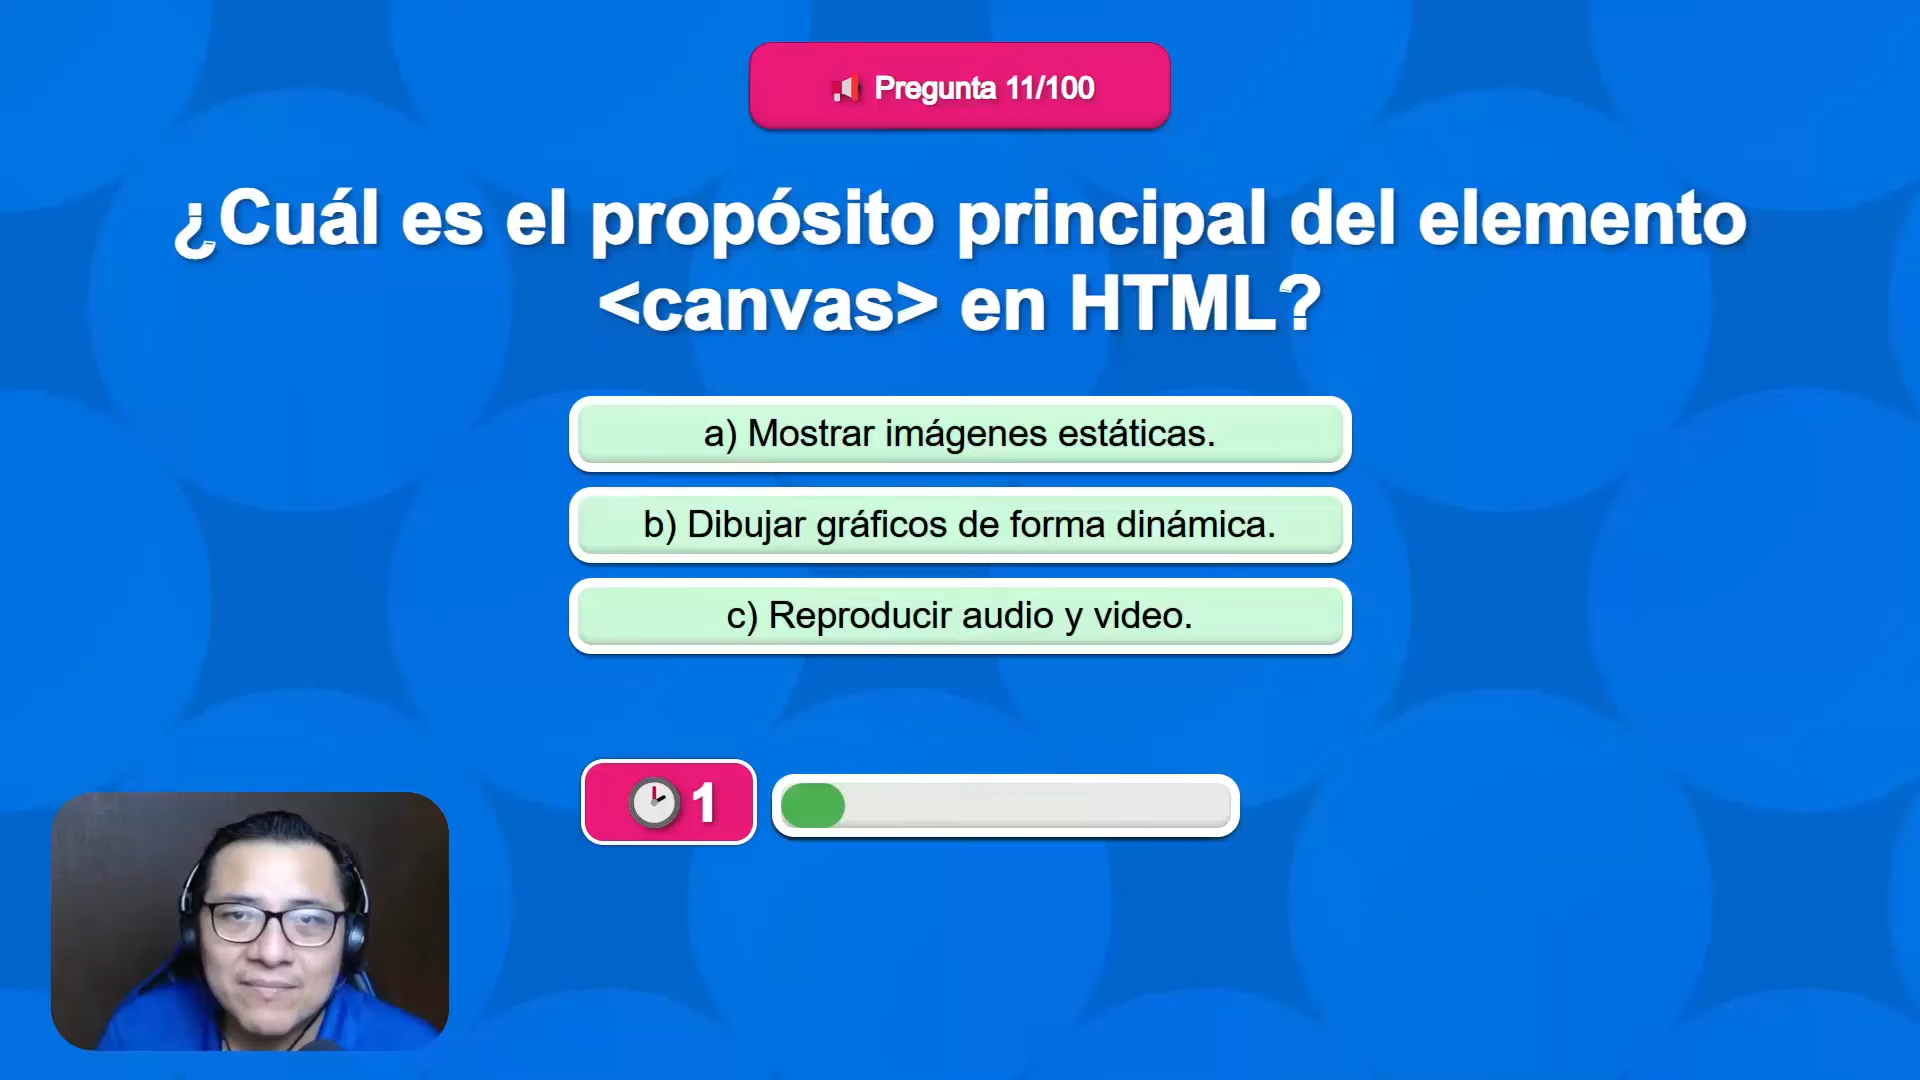 Pregunta 11/100
¿Cuál es el propósito principal del elemento
<canvas> en HTML?
a) Mostrar imágenes estáticas.
b) Dibujar gráficos de forma dinámica.
c) Reproducir audio y video.
1